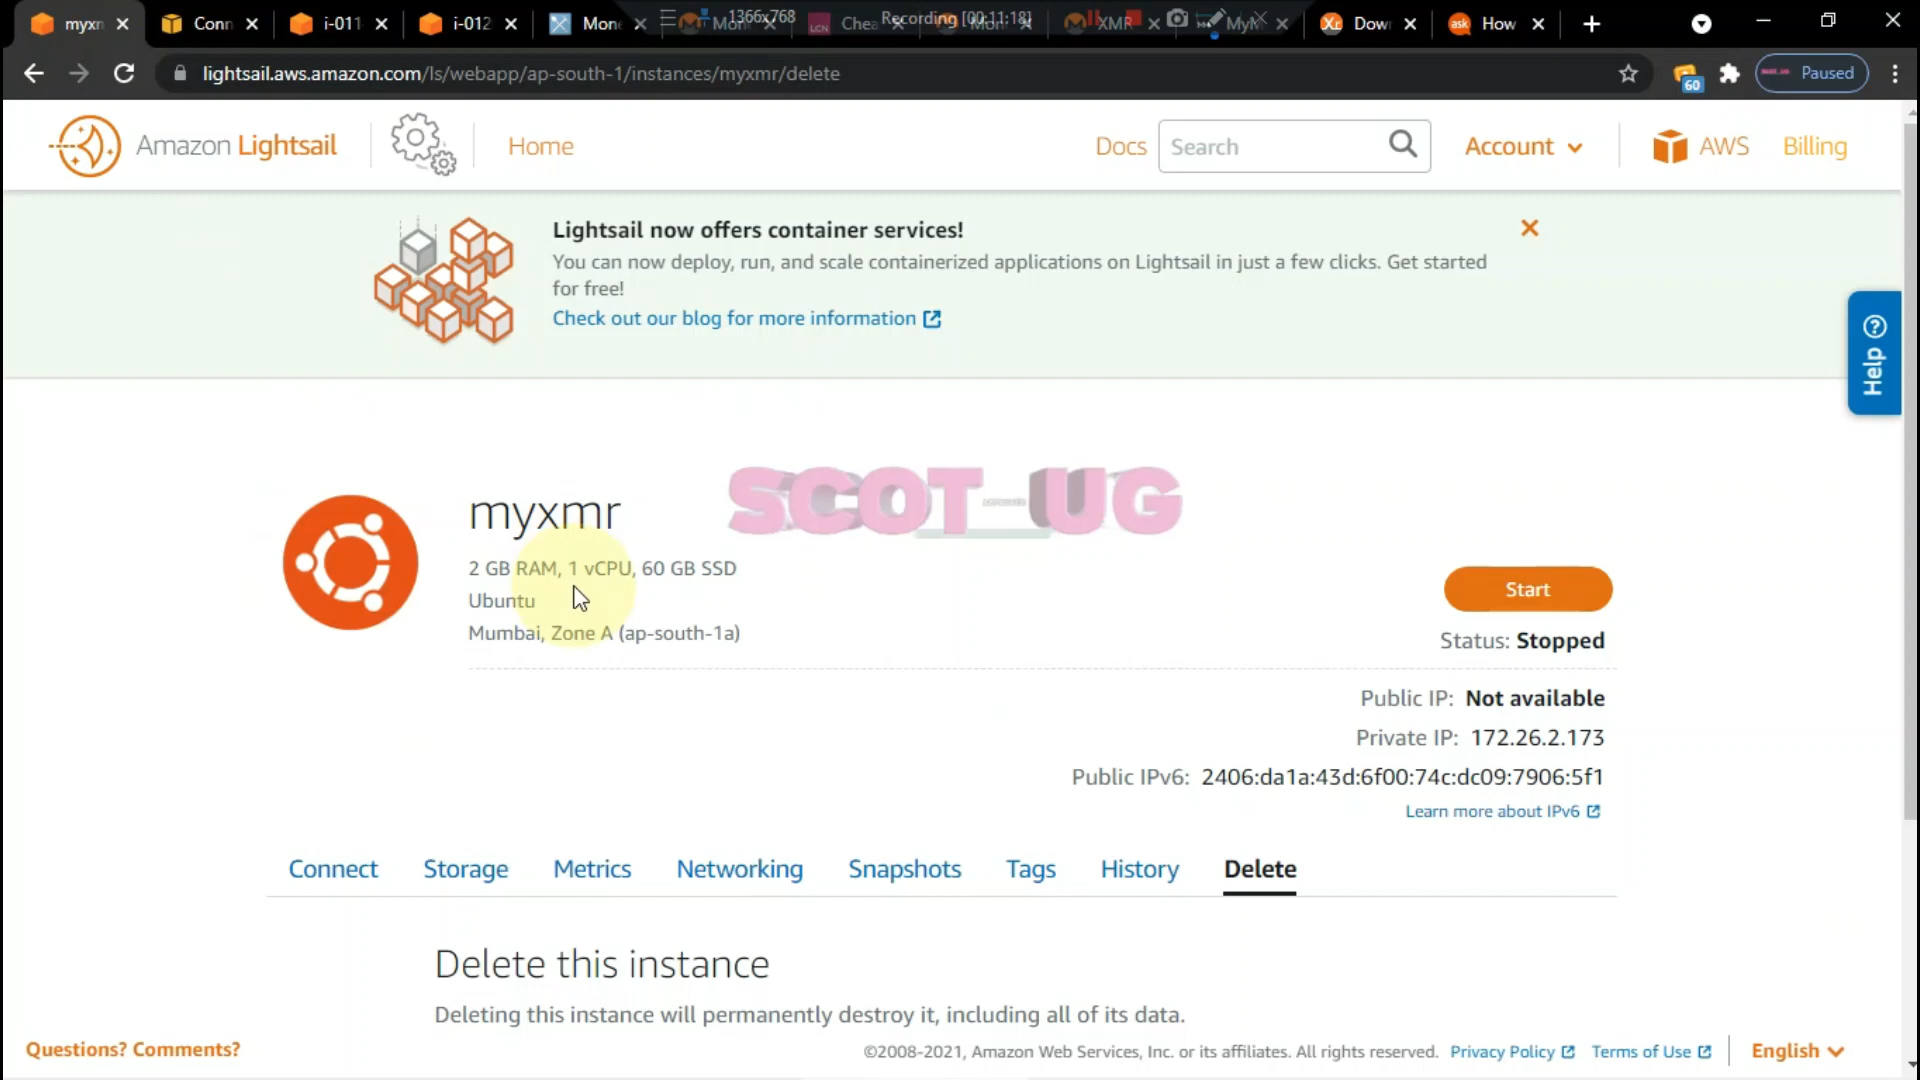 myxn
Conn
i-011
i-012
Mone
1366x768
Recording [00:11:18]
Chea
XMR
MyM
Dow
How
lightsail.aws.amazon.com/ls/webapp/ap-south-1/instances/myxmr/delete
60
Paused
Amazon Lightsail
Home
Docs
Search
Account
AWS
Billing
Lightsail now offers container services!
You can now deploy, run, and scale containerized applications on Lightsail in just a few clicks. Get started
for free!
Check out our blog for more information
Help
SCOT UG
myxmr
2 GB RAM, 1 vCPU, 60 GB SSD
Ubuntu
Mumbai, Zone A (ap-south-1a)
Start
Status: Stopped
Public IP: Not available
Private IP: 172.26.2.173
Public IPv6: 2406:da1a:43d:6f00:74c:dc09:7906:5f1
Learn more about IPv6
Connect
Storage
Metrics
Networking
Snapshots
Tags
History
Delete
Delete this instance
Deleting this instance will permanently destroy it, including all of its data.
Questions? Comments?
©2008-2021, Amazon Web Services, Inc. or its affiliates. All rights reserved.
Privacy Policy
Terms of Use
English